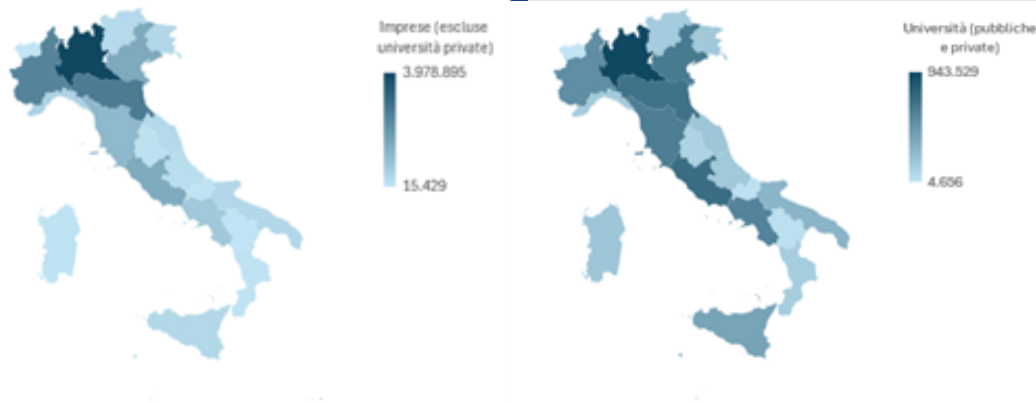 Imprese (escluse
università private)
3.978.895
15.429
Università (pubbliche
e private)
943.529
4.656